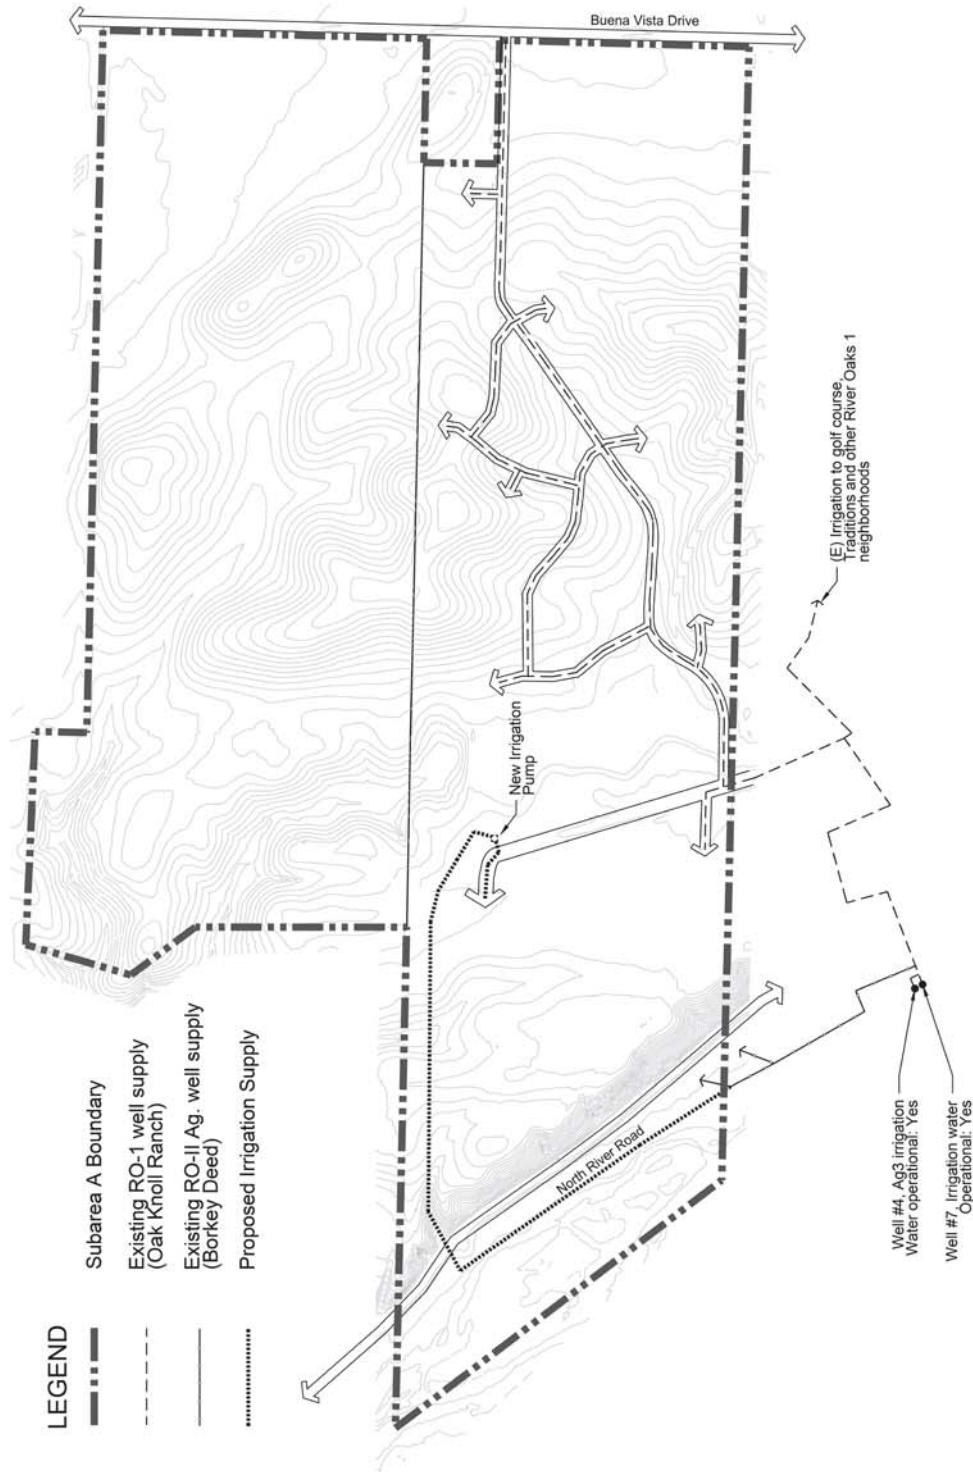 Buena Vista Drive
(E) Irrigation to golf course,
Traditions and other River Oaks 1
neighborhoods
New Irrigation
Pump
North River Road
Well #4, Ag3 irrigation
Water operational: Yes
Well #7, Irrigation water
Operational: Yes
LEGEND
Subarea A Boundary
Existing RO-1 well supply
(Oak Knoll Ranch)
Existing RO-II Ag. well supply
(Borkey Deed)
Proposed Irrigation Supply